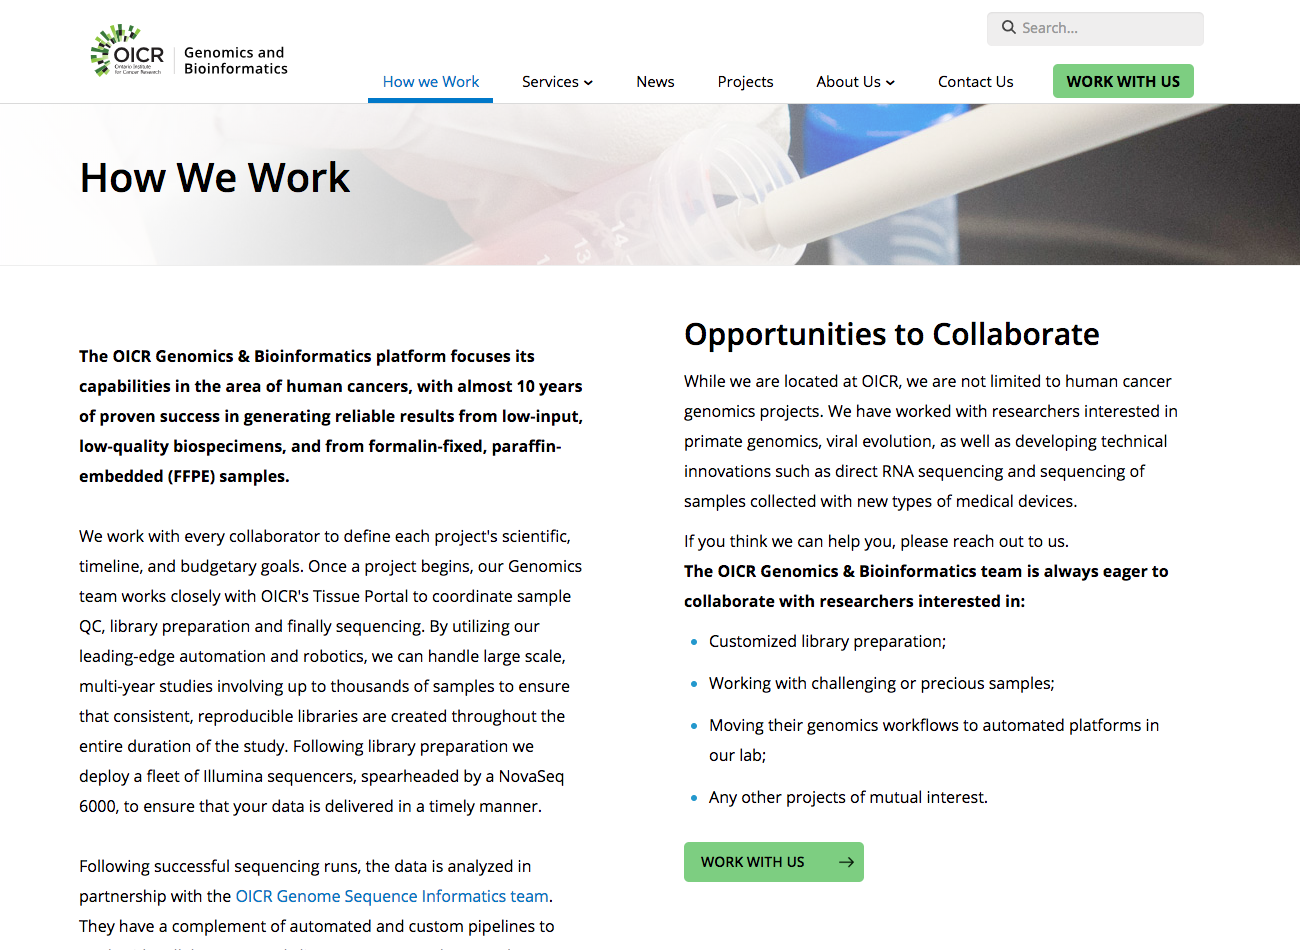 OICR
Ontario Institute
for Cancer Research
Genomics and
Bioinformatics
Search...
How we Work
Services
News
Projects
About Us
Contact Us
WORK WITH US
How We Work
The OICR Genomics & Bioinformatics platform focuses its
capabilities in the area of human cancers, with almost 10 years
of proven success in generating reliable results from low-input,
low-quality biospecimens, and from formalin-fixed, paraffin-
embedded (FFPE) samples.
We work with every collaborator to define each project's scientific,
timeline, and budgetary goals. Once a project begins, our Genomics
team works closely with OICR's Tissue Portal to coordinate sample
QC, library preparation and finally sequencing. By utilizing our
leading-edge automation and robotics, we can handle large scale,
multi-year studies involving up to thousands of samples to ensure
that consistent, reproducible libraries are created throughout the
entire duration of the study. Following library preparation we
deploy a fleet of Illumina sequencers, spearheaded by a NovaSeq
6000, to ensure that your data is delivered in a timely manner.
Following successful sequencing runs, the data is analyzed in
partnership with the OICR Genome Sequence Informatics team.
They have a complement of automated and custom pipelines to
Opportunities to Collaborate
While we are located at OICR, we are not limited to human cancer
genomics projects. We have worked with researchers interested in
primate genomics, viral evolution, as well as developing technical
innovations such as direct RNA sequencing and sequencing of
samples collected with new types of medical devices.
If you think we can help you, please reach out to us.
The OICR Genomics & Bioinformatics team is always eager to
collaborate with researchers interested in:
Customized library preparation;
Working with challenging or precious samples;
Moving their genomics workflows to automated platforms in
our lab;
Any other projects of mutual interest.
WORK WITH US